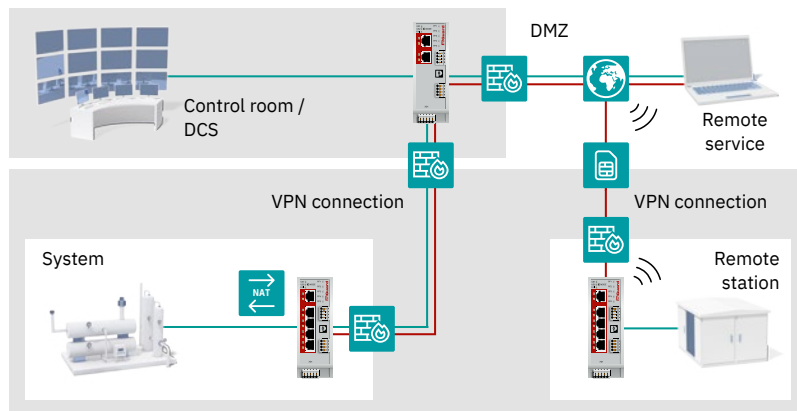 DMZ
Control room /
DCS
Remote
service
VPN connection
VPN connection
System
NAT
Remote
station